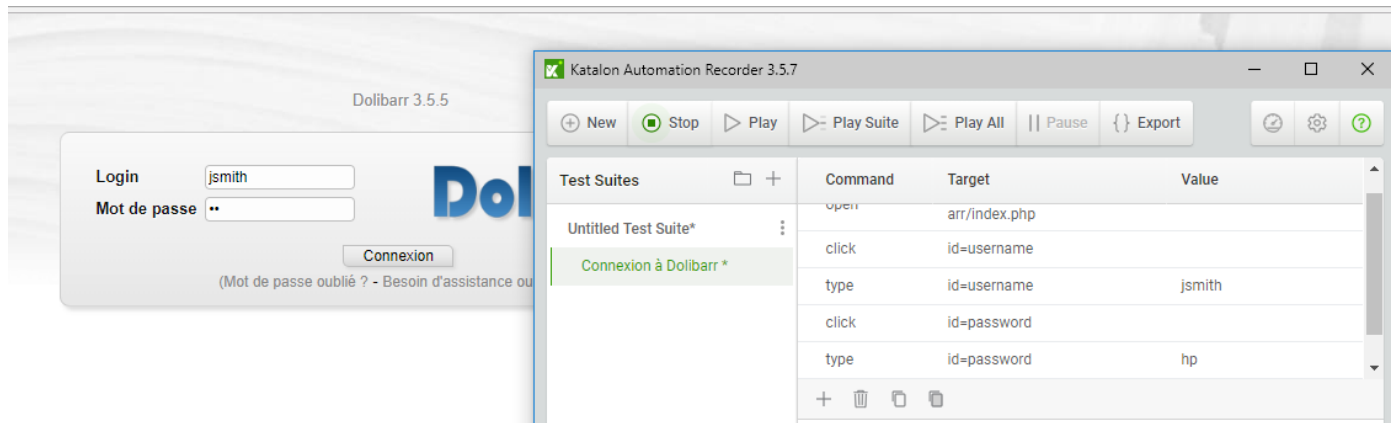 Dolibarr 3.5.5
Login jsmith
Mot de passe ••
Dol
Connexion
(Mot de passe oublié ? - Besoin d'assistance ou
Katalon Automation Recorder 3.5.7
New Stop Play Play Suite Play All Pause Export
Test Suites
Untitled Test Suite*
Connexion à Dolibarr *
Command Target Value
open arr/index.php
click id=username
type id=username jsmith
click id=password
type id=password hp